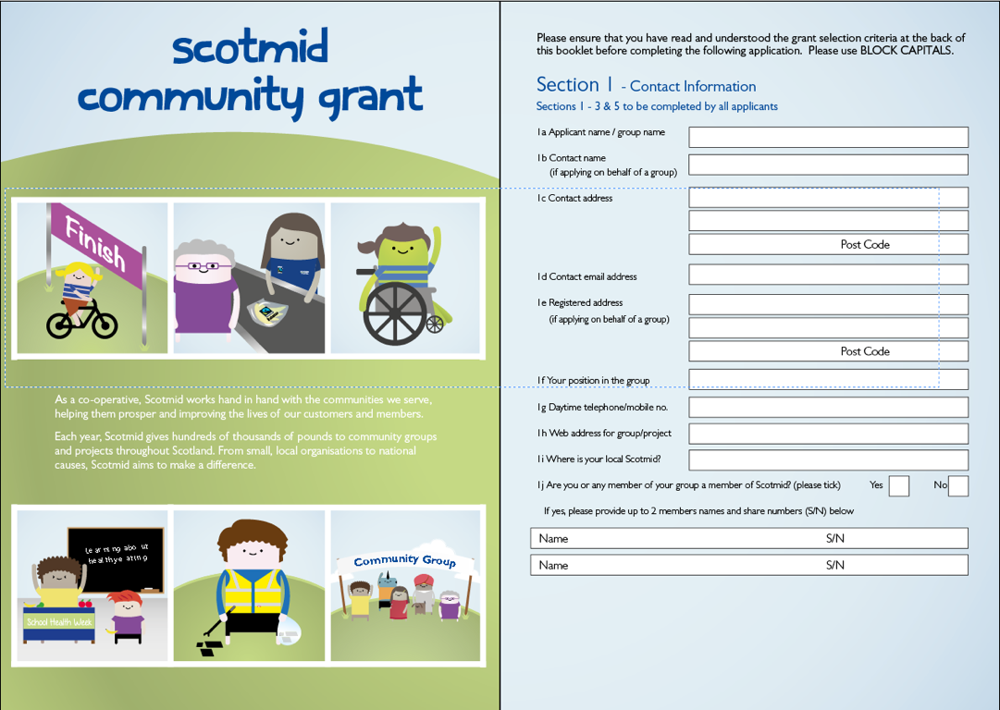 scotmid
community grant
Finish
As a co-operative, Scotmid works hand in hand with the communities we serve,
helping them prosper and improving the lives of our customers and members.
Each year, Scotmid gives hundreds of thousands of pounds to community groups
and projects throughout Scotland. From small, local organisations to national
causes, Scotmid aims to make a difference.
Learning about
healthy eating
School Health Week
Community Group
Please ensure that you have read and understood the grant selection criteria at the back of
this booklet before completing the following application. Please use BLOCK CAPITALS.
Section 1 - Contact Information
Sections 1 - 3 & 5 to be completed by all applicants
1a Applicant name / group name
1b Contact name
(if applying on behalf of a group)
1c Contact address
Post Code
1d Contact email address
1e Registered address
(if applying on behalf of a group)
Post Code
1f Your position in the group
1g Daytime telephone/mobile no.
1h Web address for group/project
1i Where is your local Scotmid?
1j Are you or any member of your group a member of Scotmid? (please tick) Yes No
If yes, please provide up to 2 members names and share numbers (S/N) below
Name S/N
Name S/N